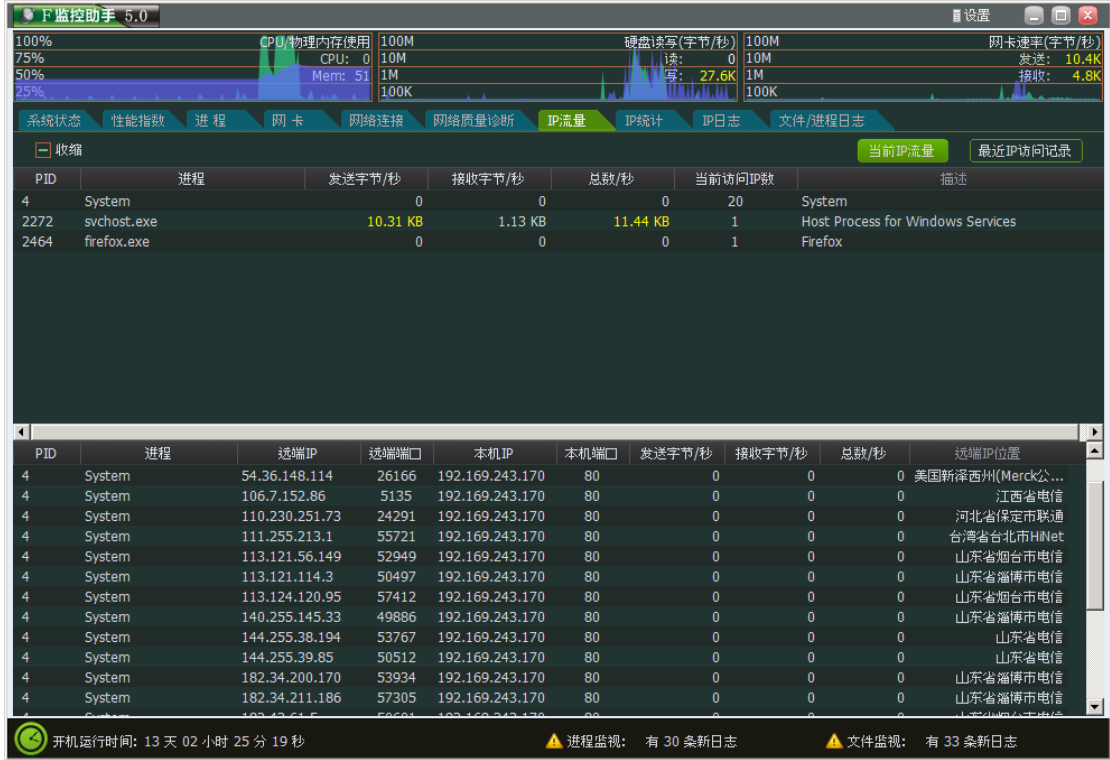 F监控助手 5.0 设置
100% CPU/物理内存使用 100M 硬盘读写(字节/秒) 100M 网卡速率(字节/秒)
75% CPU: 0 10M 读: 0 10M 发送: 10.4K
50% Mem: 51 1M 写: 27.6K 1M 接收: 4.8K
25% 100K 100K
系统状态 性能指数 进程 网卡 网络连接 网络质量诊断 IP流量 IP统计 IP日志 文件/进程日志
收缩 当前IP流量 最近IP访问记录
PID 进程 发送字节/秒 接收字节/秒 总数/秒 当前访问IP数 描述
4 System 0 0 0 20 System
2272 svchost.exe 10.31 KB 1.13 KB 11.44 KB 1 Host Process for Windows Services
2464 firefox.exe 0 0 0 1 Firefox
PID 进程 远端IP 远端端口 本机IP 本机端口 发送字节/秒 接收字节/秒 总数/秒 远端IP位置
4 System 54.36.148.114 26166 192.169.243.170 80 0 0 0 美国新泽西州(Merck公...
4 System 106.7.152.86 5135 192.169.243.170 80 0 0 0 江西省电信
4 System 110.230.251.73 24291 192.169.243.170 80 0 0 0 河北省保定市联通
4 System 111.255.213.1 55721 192.169.243.170 80 0 0 0 台湾省台北市HiNet
4 System 113.121.56.149 52949 192.169.243.170 80 0 0 0 山东省烟台市电信
4 System 113.121.114.3 50497 192.169.243.170 80 0 0 0 山东省淄博市电信
4 System 113.124.120.95 57412 192.169.243.170 80 0 0 0 山东省烟台市电信
4 System 140.255.145.33 49886 192.169.243.170 80 0 0 0 山东省淄博市电信
4 System 144.255.38.194 53767 192.169.243.170 80 0 0 0 山东省电信
4 System 144.255.39.85 50512 192.169.243.170 80 0 0 0 山东省电信
4 System 182.34.200.170 53934 192.169.243.170 80 0 0 0 山东省淄博市电信
4 System 182.34.211.186 57305 192.169.243.170 80 0 0 0 山东省淄博市电信
开机运行时间: 13 天 02 小时 25 分 19 秒 进程监视: 有 30 条新日志 文件监视: 有 33 条新日志